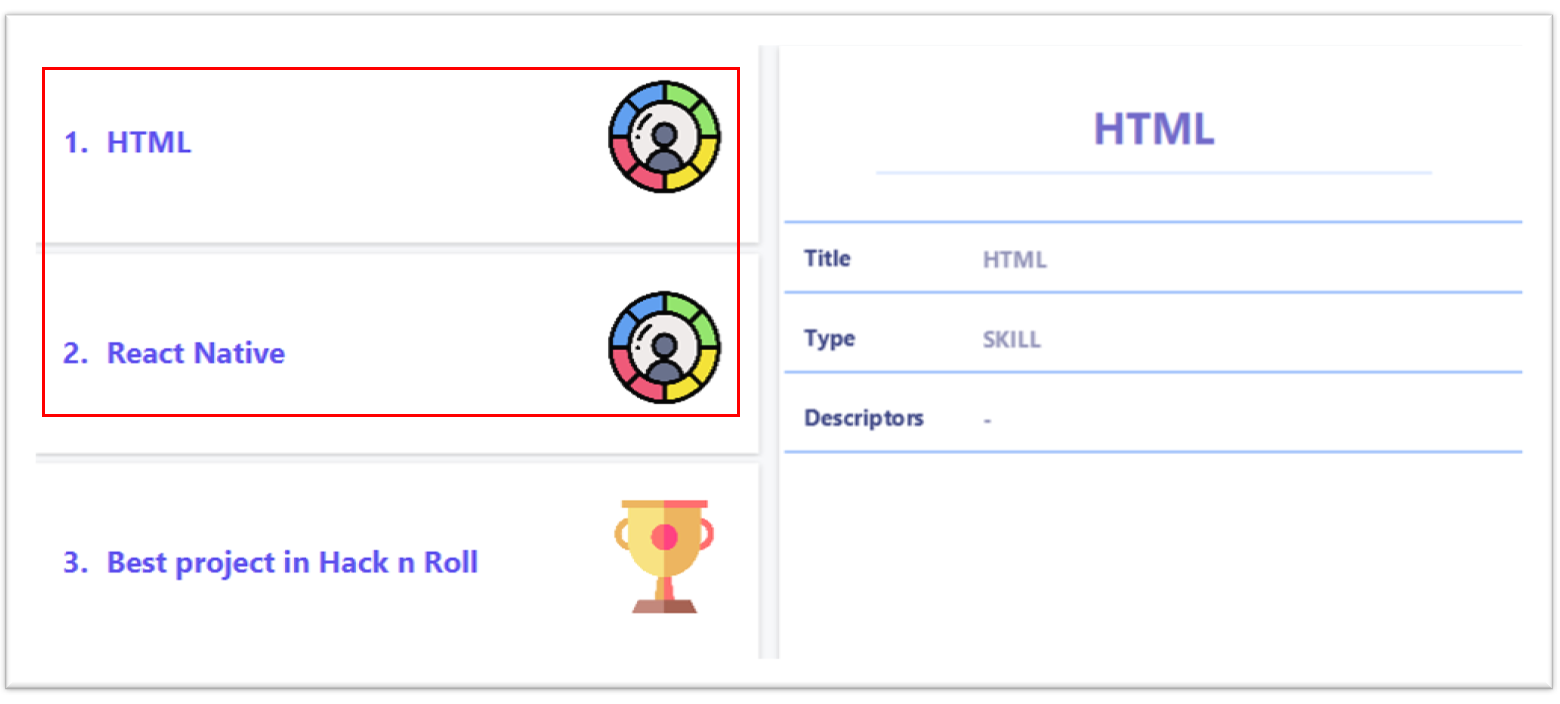 1. HTML
2. React Native
3. Best project in Hack n Roll
HTML
Title HTML
Type SKILL
Descriptors -